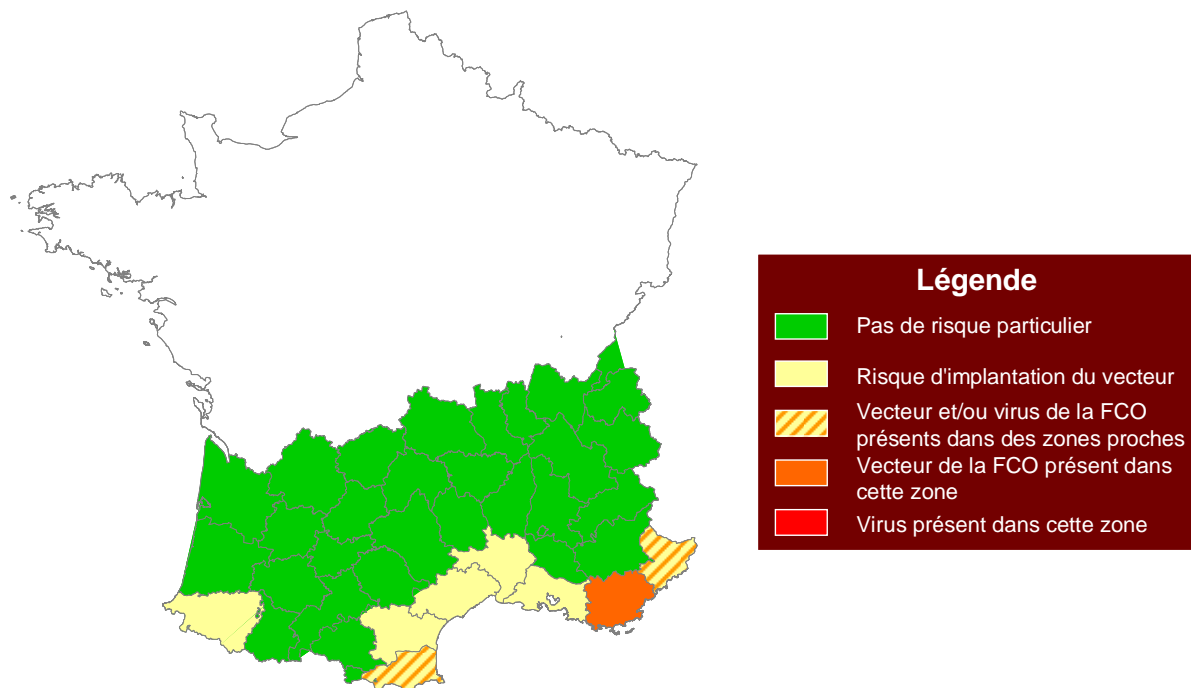 Légende
Pas de risque particulier
Risque d'implantation du vecteur
Vecteur et/ou virus de la FCO
présents dans des zones proches
Vecteur de la FCO présent dans
cette zone
Virus présent dans cette zone